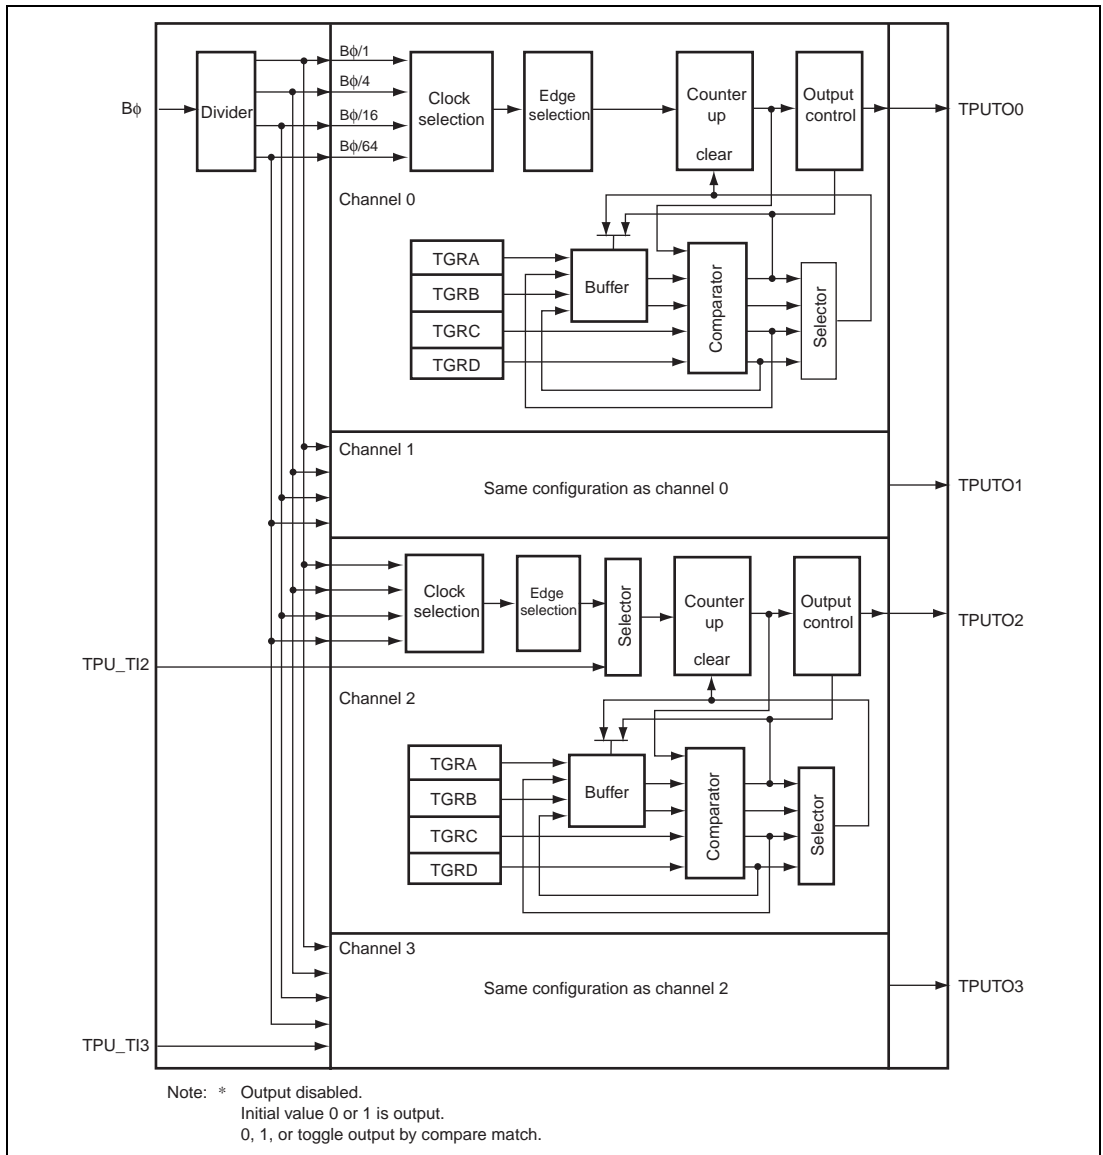 Bϕ
Divider
Bϕ/1
Bϕ/4
Bϕ/16
Bϕ/64
Clock
selection
Edge
selection
Counter
up
clear
Output
control
TPUTO0
Channel 0
TGRA
TGRB
TGRC
TGRD
Buffer
Comparator
Selector
Channel 1
Same configuration as channel 0
TPUTO1
Clock
selection
Edge
selection
Selector
Counter
up
clear
Output
control
TPUTO2
TPU_TI2
Channel 2
TGRA
TGRB
TGRC
TGRD
Buffer
Comparator
Selector
Channel 3
Same configuration as channel 2
TPUTO3
TPU_TI3
Note: * Output disabled.
Initial value 0 or 1 is output.
0, 1, or toggle output by compare match.